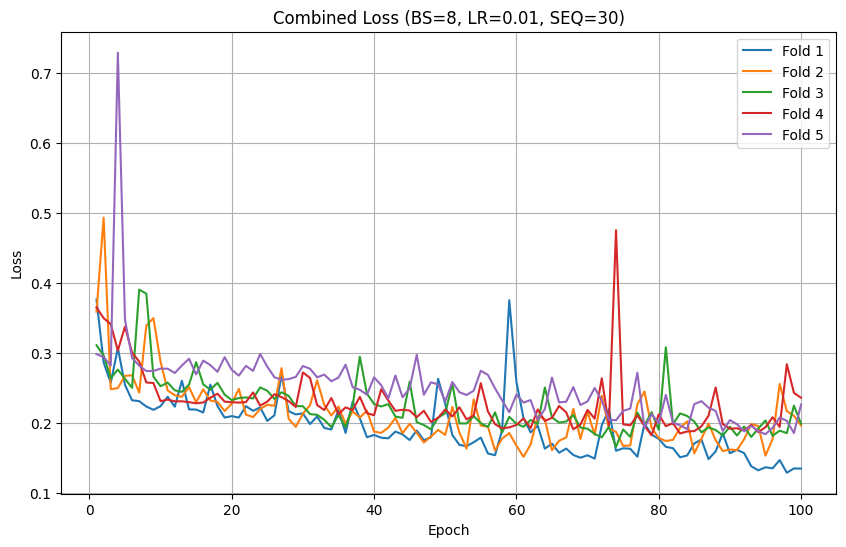 Combined Loss (BS=8, LR=0.01, SEQ=30)
Loss
0.7
0.6
0.5
0.4
0.3
0.2
0.1
Fold 1
Fold 2
Fold 3
Fold 4
Fold 5
0 20 40 60 80 100
Epoch